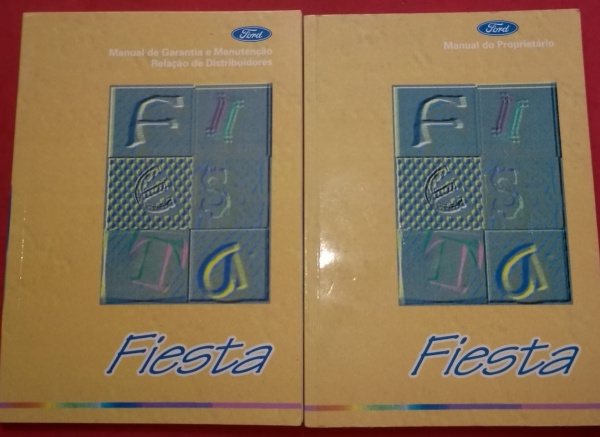 Ford
Manual de Garantia e Manutenção
Relação de Distribuidores
F I
e s
T a
Fiesta
Ford
Manual do Proprietário
F I
e s
T a
Fiesta